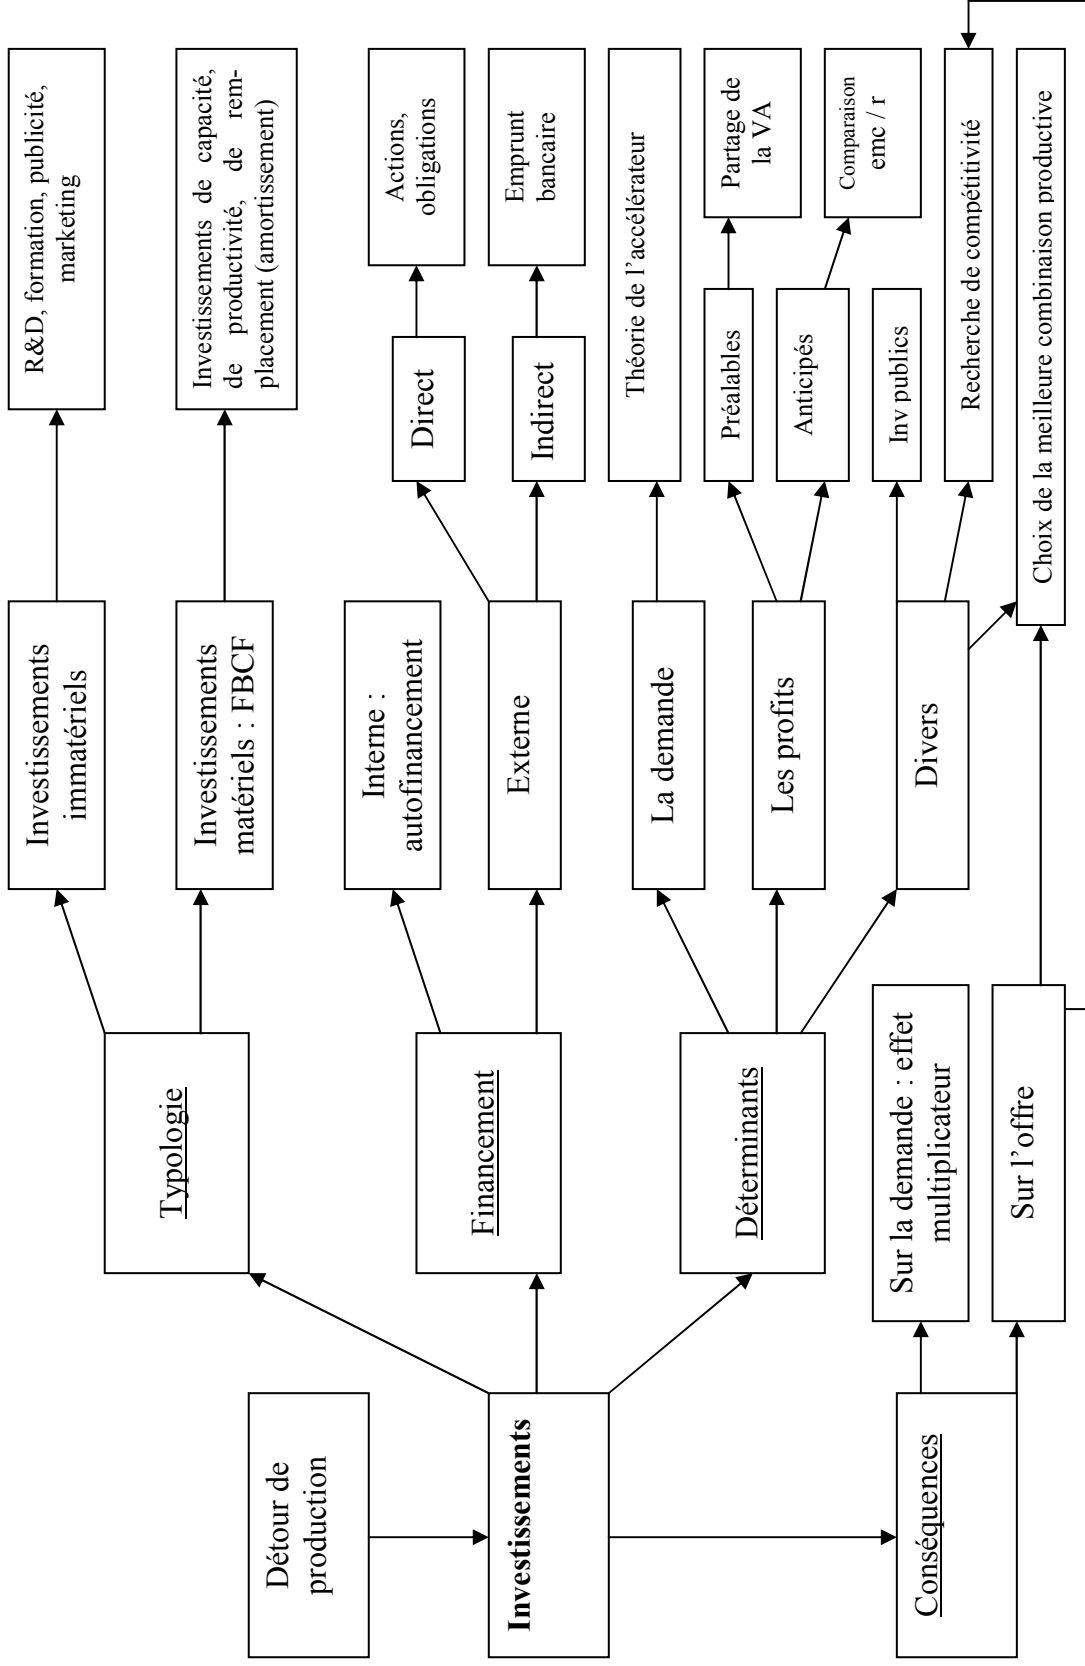 Détour de
production
Investissements
Conséquences
Typologie
Financement
Déterminants
Sur la demande : effet
multiplicateur
Sur l'offre
Investissements
immatériels
Investissements
matériels : FBCF
Interne :
autofinancement
Externe
La demande
Les profits
Divers
R&D, formation, publicité,
marketing
Investissements de capacité,
de productivité, de rem-
placement (amortissement)
Direct
Indirect
Actions,
obligations
Emprunt
bancaire
Théorie de l'accélérateur
Préalables
Anticipés
Partage de
la VA
Comparaison
emc / r
Inv publics
Recherche de compétitivité
Choix de la meilleure combinaison productive